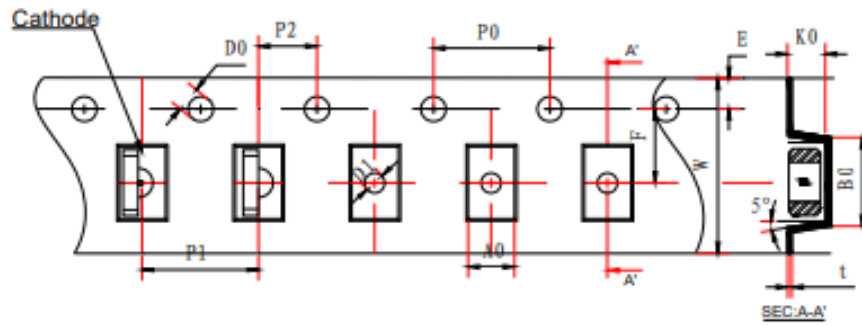 Cathode
D0
P2
P0
A'
E
K0
F
W
D1
B0
5°
P1
A0
A'
t
SEC:A-A'